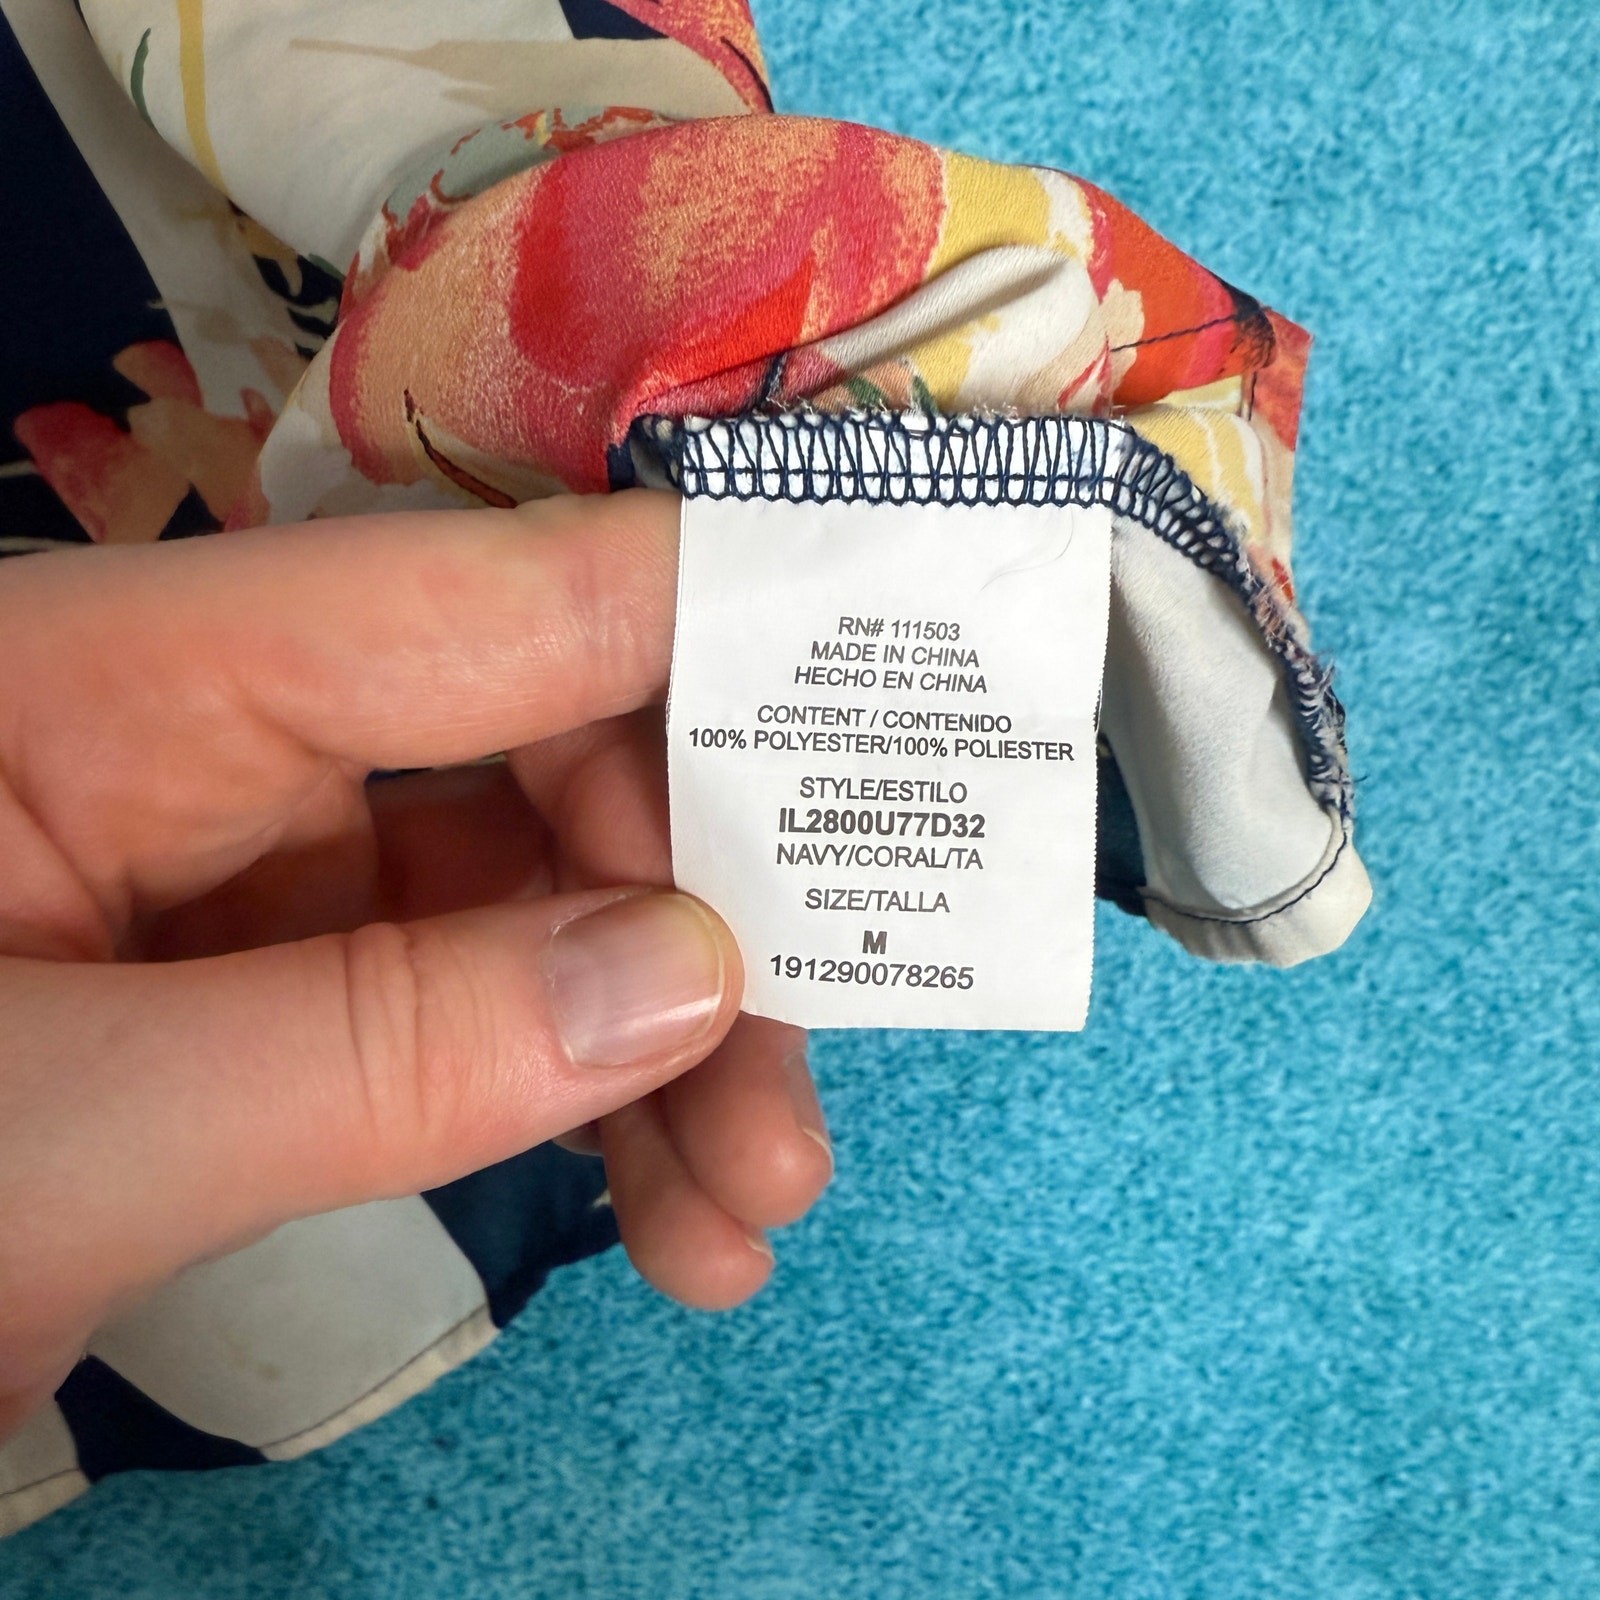 RN# 111503
MADE IN CHINA
HECHO EN CHINA
CONTENT / CONTENIDO
100% POLYESTER/100% POLIESTER
STYLE/ESTILO
IL2800U77D32
NAVY/CORAL/TA
SIZE/TALLA
M
191290078265